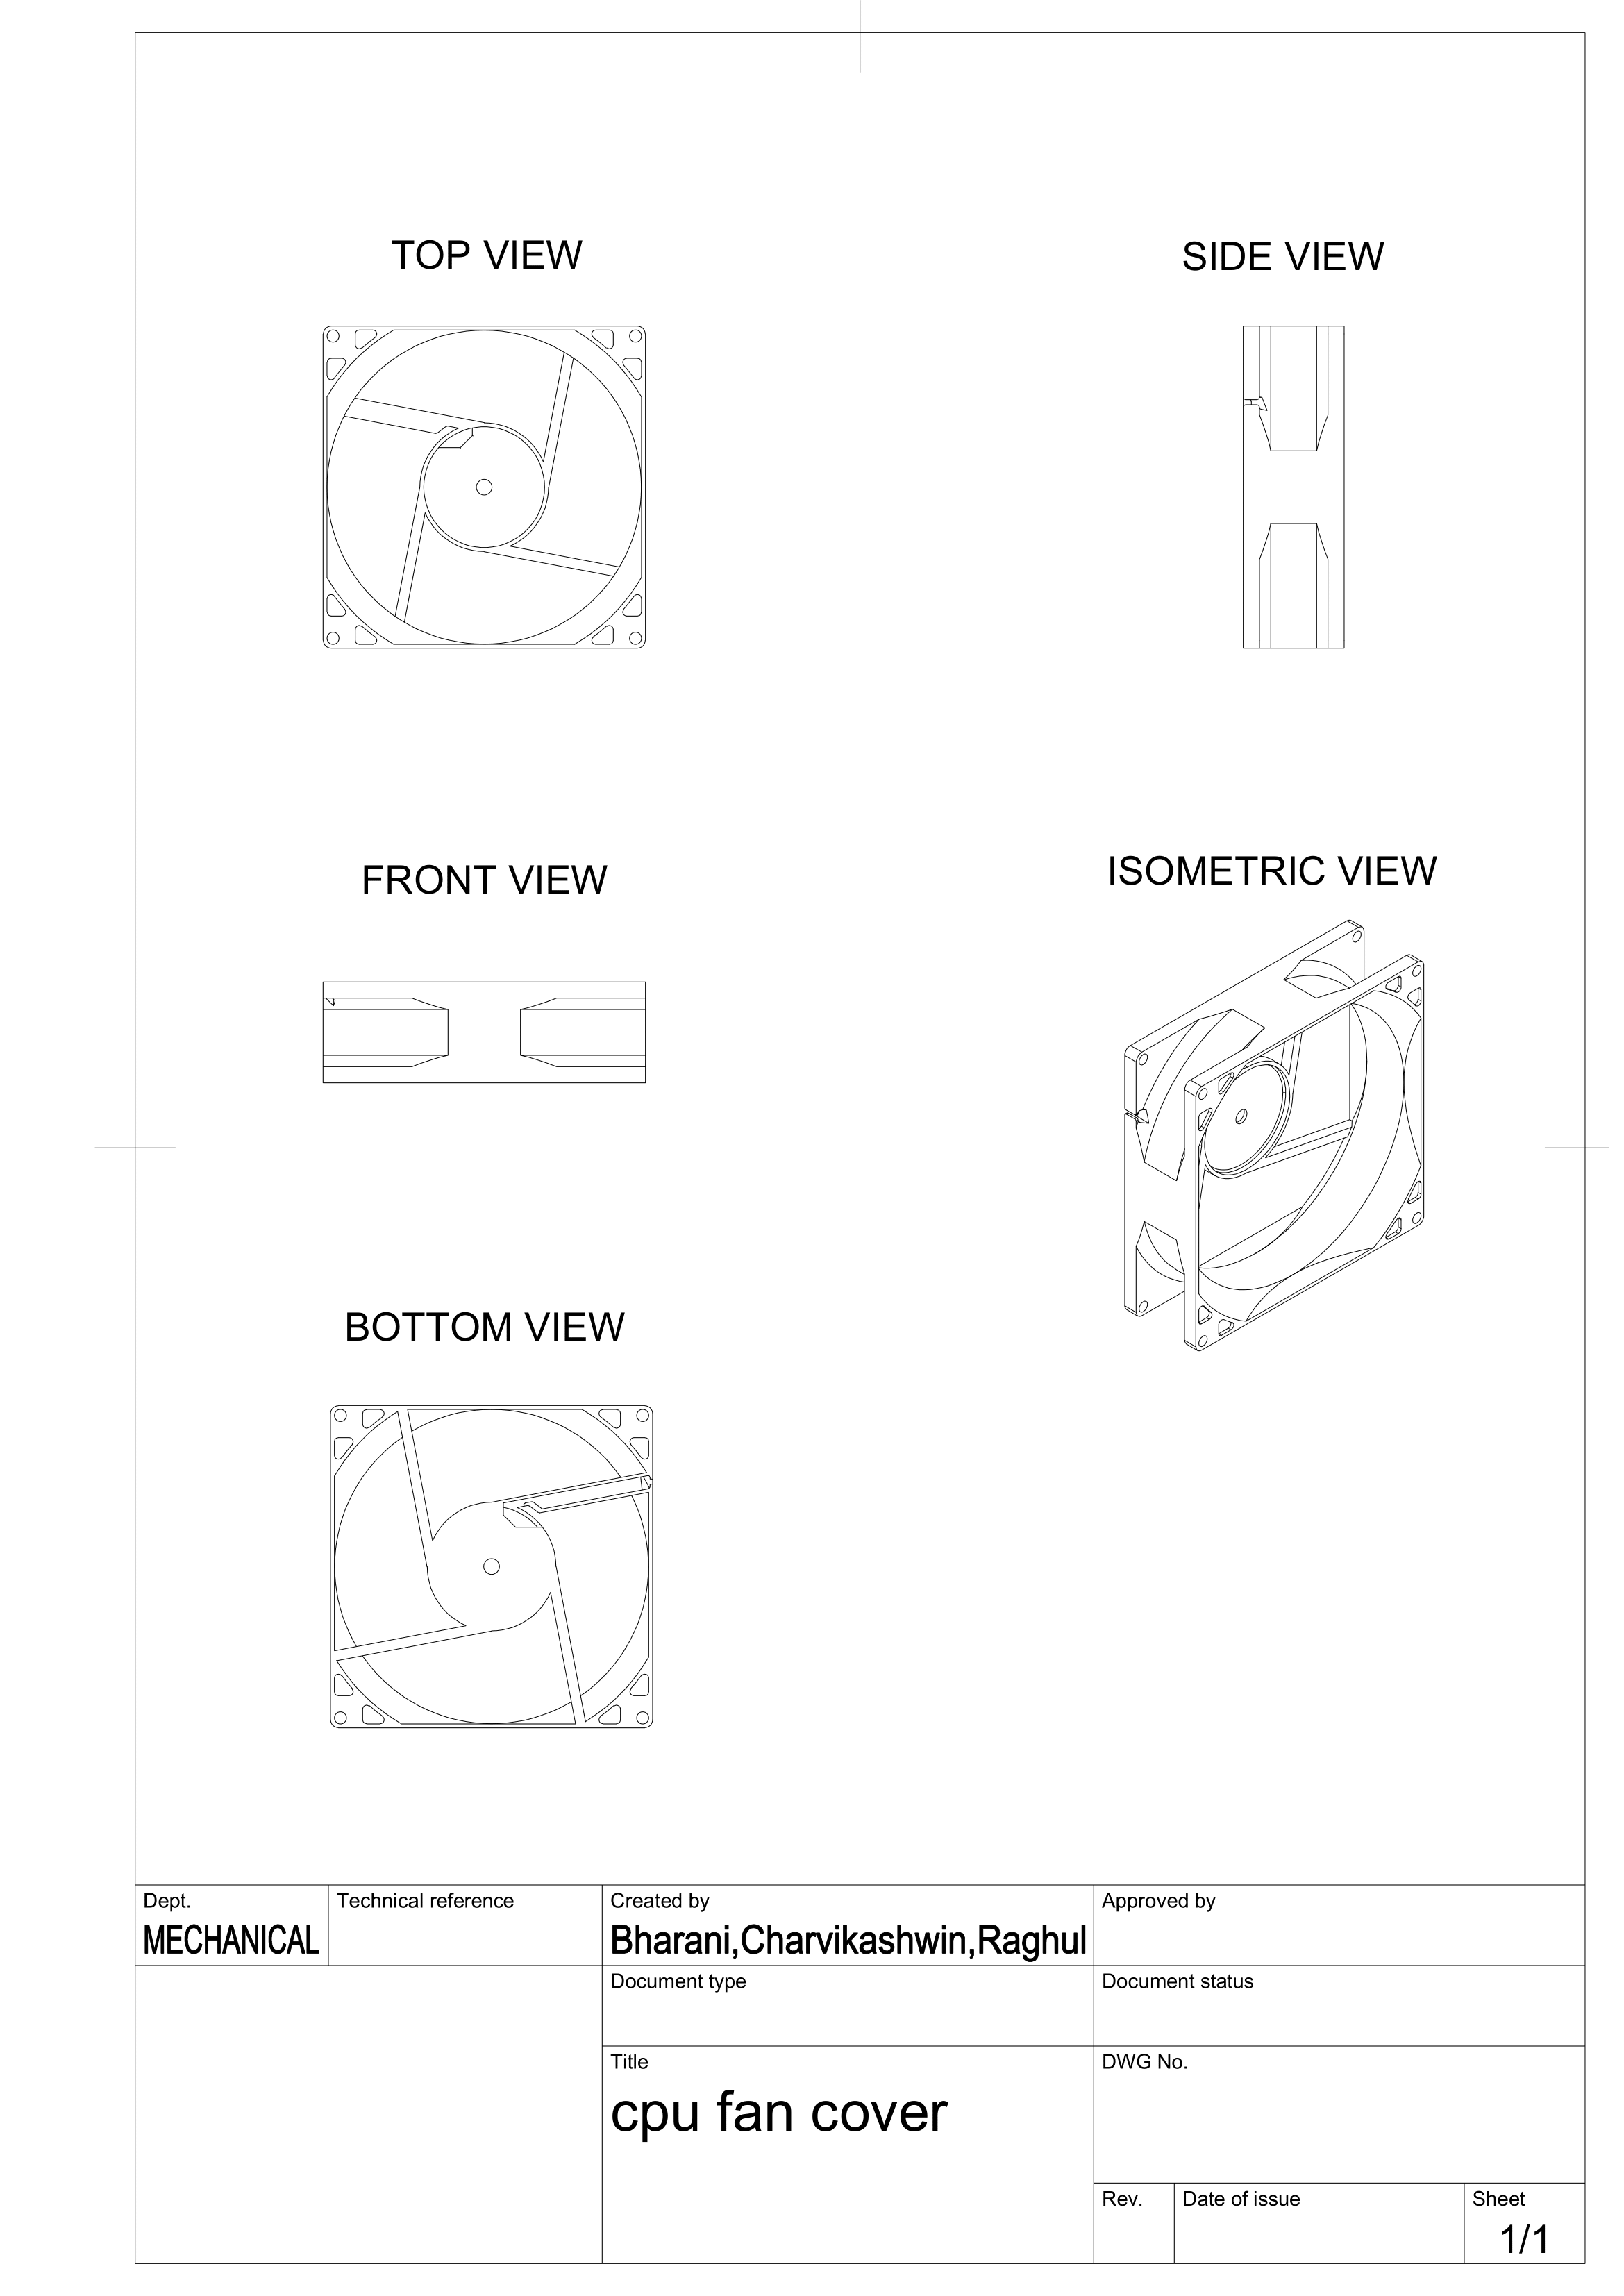 TOP VIEW
SIDE VIEW
FRONT VIEW
ISOMETRIC VIEW
BOTTOM VIEW
Dept.
MECHANICAL
Technical reference
Created by
Bharani,Charvikashwin,Raghul
Approved by
Document type
Document status
Title
cpu fan cover
DWG No.
Rev.
Date of issue
Sheet
1/1